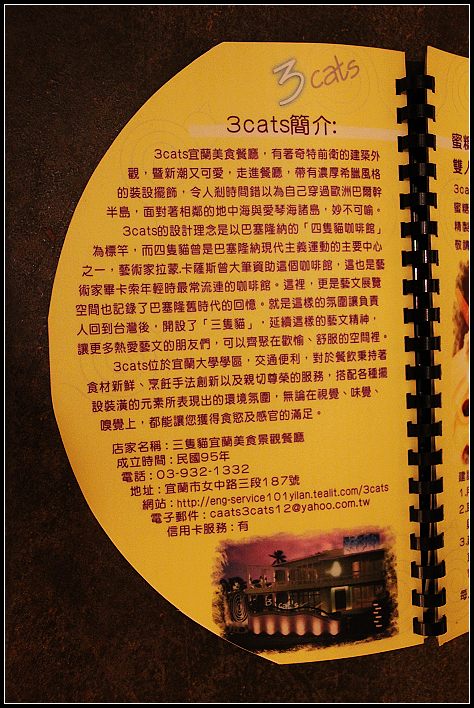 3cats
3cats簡介:
3cats宜蘭美食餐廳，有著奇特前衛的建築外
觀，暨新潮又可愛，走進餐廳，帶有濃厚希臘風格
的裝設擺飾，令人剎時間錯以為自己穿過歐洲巴爾幹
半島，面對著相鄰的地中海與愛琴海諸島，妙不可喻。
3cats的設計理念是以巴塞隆納的「四隻貓咖啡館」
為標竿，而四隻貓曾是巴塞隆納現代主義運動的主要中心
之一，藝術家拉蒙.卡薩斯曾大筆資助這個咖啡館，這也是藝
術家畢卡索年輕時最常流連的咖啡館。這裡，更是藝文展覽
空間也記錄了巴塞隆舊時代的回憶。就是這樣的氛圍讓負責
人回到台灣後，開設了「三隻貓」，延續這樣的藝文精神，
讓更多熱愛藝文的朋友們，可以齊聚在歡愉、舒服的空間裡。
3cats位於宜蘭大學學區，交通便利，對於餐飲秉持著
食材新鮮、烹飪手法創新以及親切尊榮的服務，搭配各種擺
設裝潢的元素所表現出的環境氛圍，無論在視覺、味覺、
嗅覺上，都能讓您獲得食慾及感官的滿足。
店家名稱：三隻貓宜蘭美食景觀餐廳
成立時間：民國95年
電話：03-932-1332
地址：宜蘭市女中路三段187號
網站：http://eng-service101yilan.tealit.com/3cats
電子郵件：caats3cats12@yahoo.com.tw
信用卡服務：有